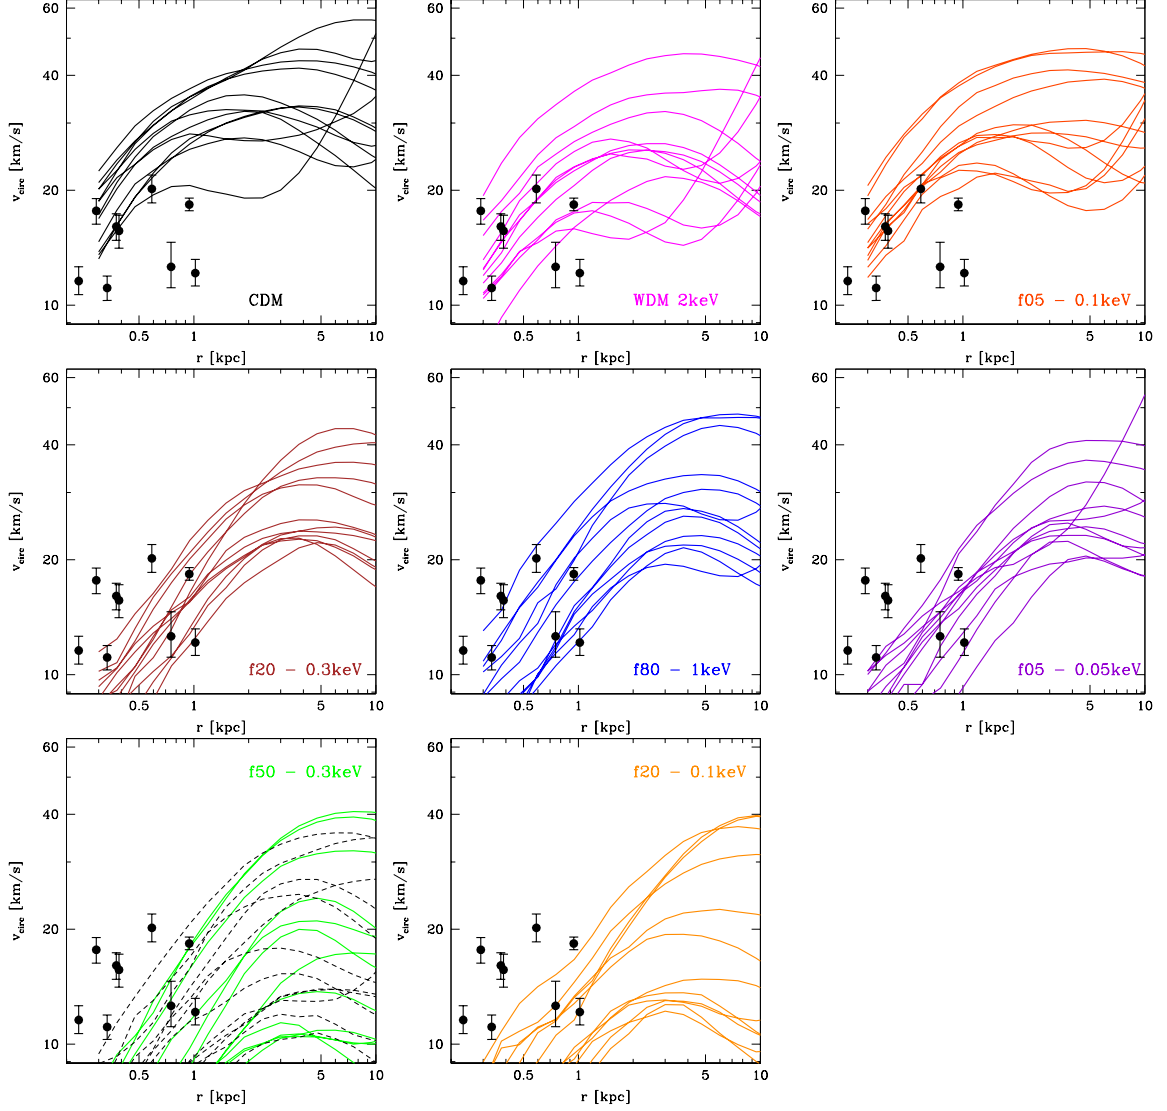 60
40
20
10
v_circ [km/s]
CDM
0.5
1
5
10
r [kpc]
60
40
20
10
v_circ [km/s]
WDM 2keV
0.5
1
5
10
r [kpc]
60
40
20
10
v_circ [km/s]
f05 − 0.1keV
0.5
1
5
10
r [kpc]
60
40
20
10
v_circ [km/s]
f20 − 0.3keV
0.5
1
5
10
r [kpc]
60
40
20
10
v_circ [km/s]
f80 − 1keV
0.5
1
5
10
r [kpc]
60
40
20
10
v_circ [km/s]
f05 − 0.05keV
0.5
1
5
10
r [kpc]
60
40
20
10
v_circ [km/s]
f50 − 0.3keV
0.5
1
5
10
r [kpc]
60
40
20
10
v_circ [km/s]
f20 − 0.1keV
0.5
1
5
10
r [kpc]